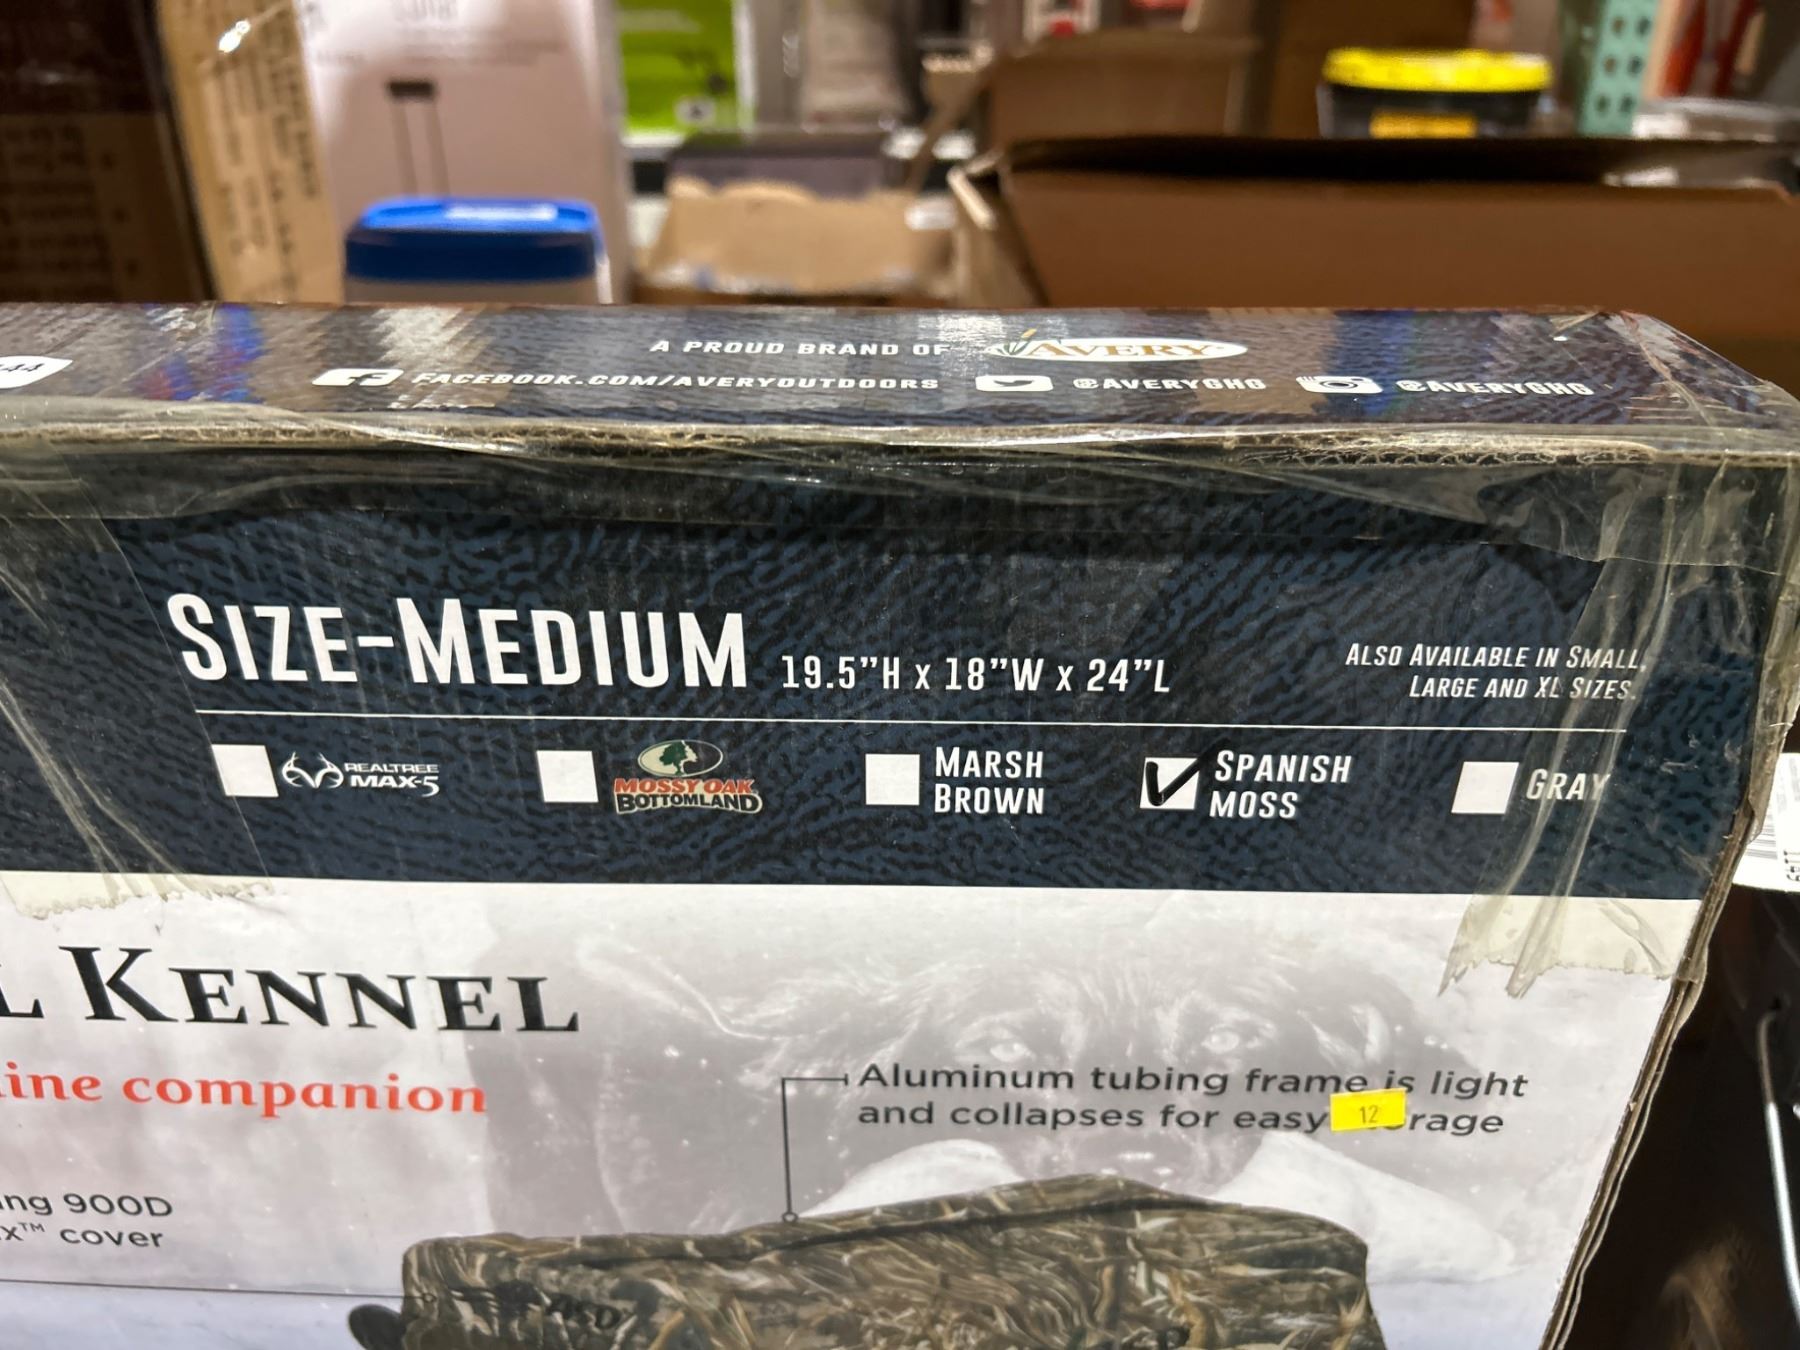 A PROUD BRAND OF AVERY
44
FACEBOOK.COM/AVERYOUTDOORS @AVERYGHG @AVERYGHG
SIZE-MEDIUM 19.5”H x 18”W x 24”L
ALSO AVAILABLE IN SMALL,
LARGE AND XL SIZES.
REALTREE
MAX-5
MOSSY OAK
BOTTOMLAND
MARSH
BROWN
SPANISH
MOSS
GRAY
L KENNEL
ine companion
Aluminum tubing frame is light
and collapses for easy rage
12
ng 900D
x™ cover